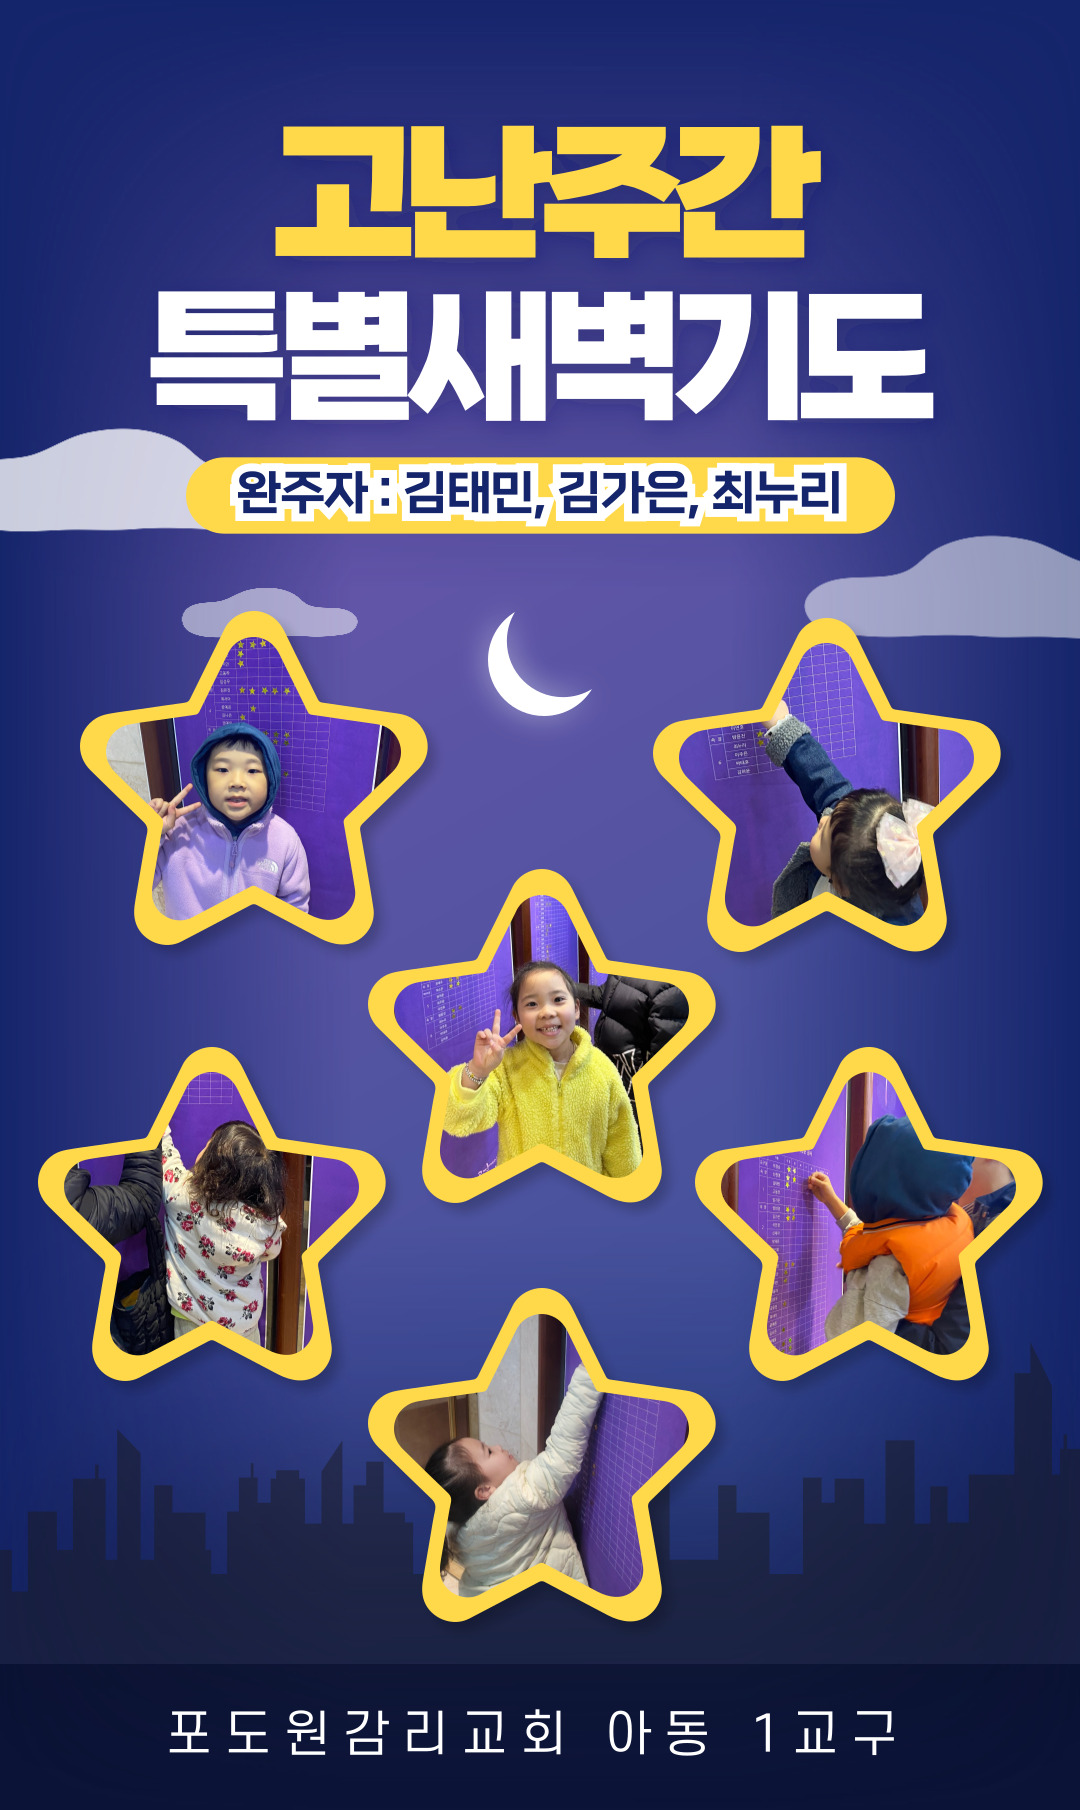 고난주간
특별새벽기도
완주자 : 김태민, 김가은, 최누리
포도원감리교회 아동 1교구